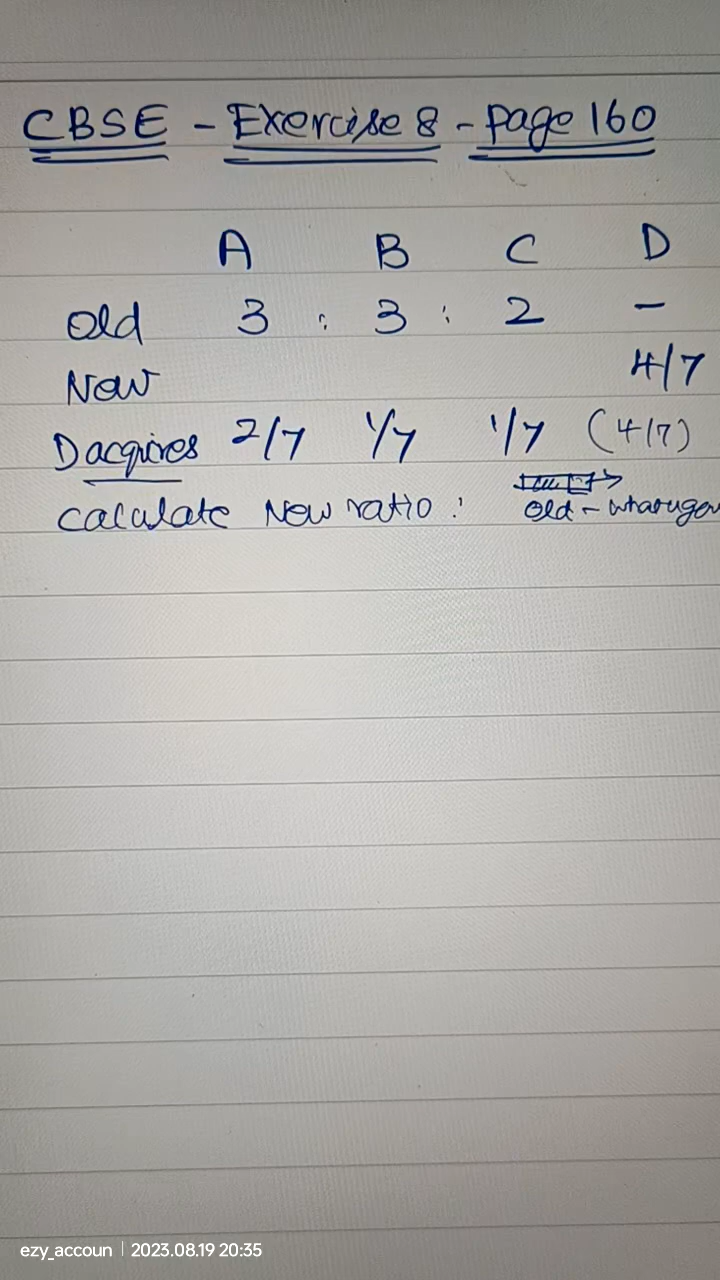 CBSE - Exercise 8 - Page 160
A B C D
Old 3 : 3 : 2 -
New 4/7
D acquires 2/7 1/7 1/7 (4/7)
Calculate New ratio : Old -
ezy_accoun | 2023.08.19 20:35